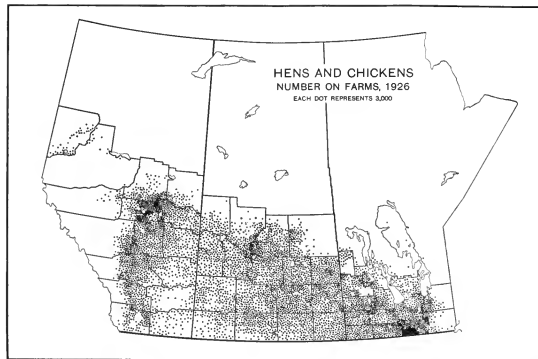 HENS AND CHICKENS
NUMBER ON FARMS, 1926
EACH DOT REPRESENTS 3,000